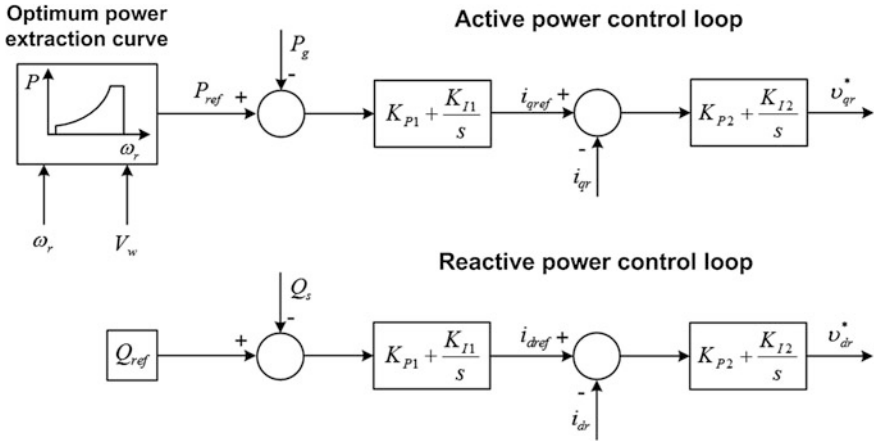 Optimum power
extraction curve
Active power control loop
P
ω_r
P_ref +
P_g
-
K_P1 + K_I1/s
i_qref +
-
i_qr
K_P2 + K_I2/s
υ*_qr
ω_r
V_w
Reactive power control loop
Q_ref
+
Q_s
-
K_P1 + K_I1/s
i_dref +
-
i_dr
K_P2 + K_I2/s
υ*_dr